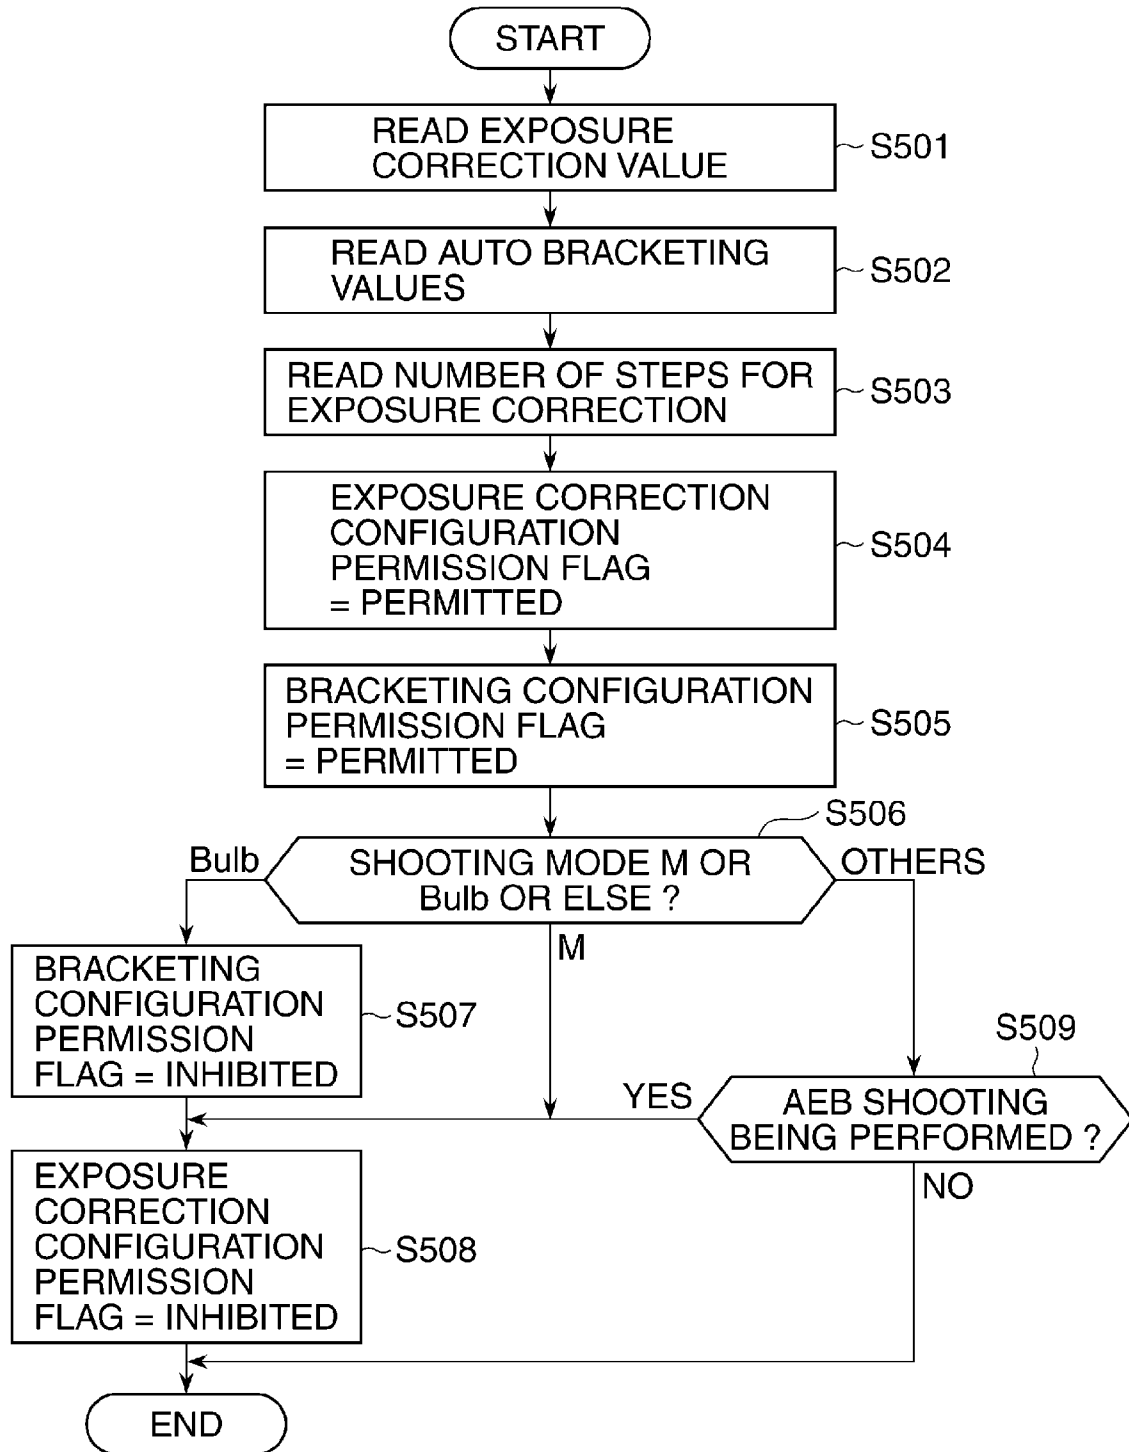 START
READ EXPOSURE
CORRECTION VALUE
S501
READ AUTO BRACKETING
VALUES
S502
READ NUMBER OF STEPS FOR
EXPOSURE CORRECTION
S503
EXPOSURE CORRECTION
CONFIGURATION
PERMISSION FLAG
= PERMITTED
S504
BRACKETING CONFIGURATION
PERMISSION FLAG
= PERMITTED
S505
S506
Bulb
SHOOTING MODE M OR
Bulb OR ELSE ?
OTHERS
M
BRACKETING
CONFIGURATION
PERMISSION
FLAG = INHIBITED
S507
S509
YES
AEB SHOOTING
BEING PERFORMED ?
NO
EXPOSURE
CORRECTION
CONFIGURATION
PERMISSION
FLAG = INHIBITED
S508
END